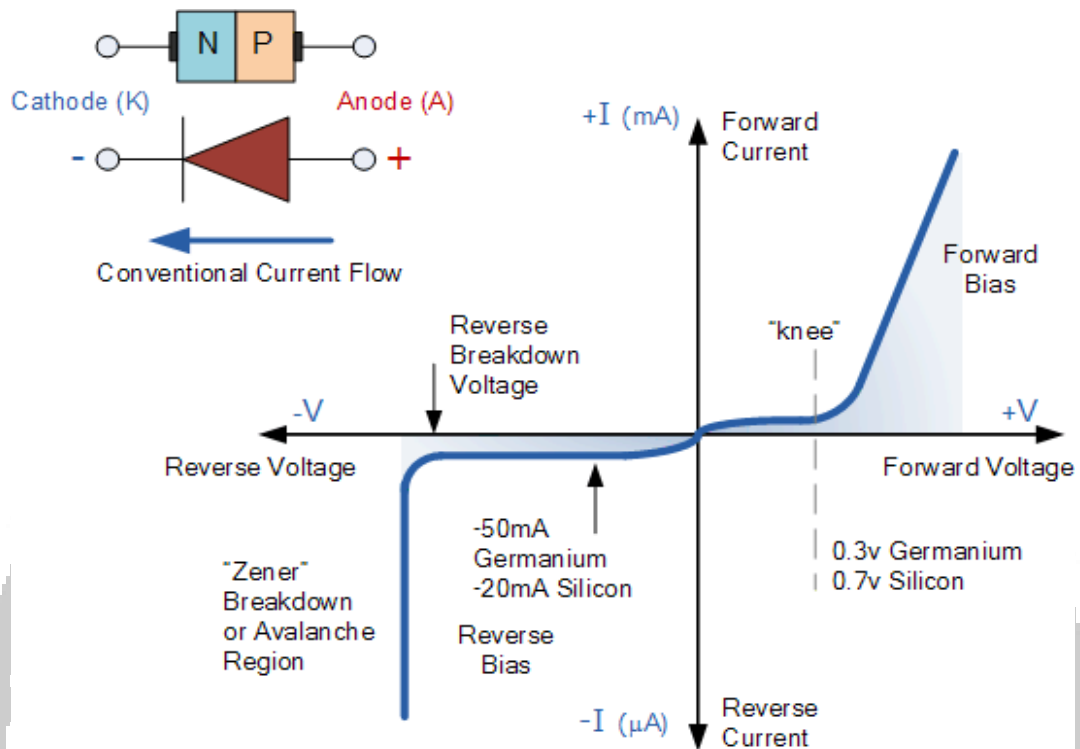 N P
Cathode (K)
Anode (A)
- +
Conventional Current Flow
+I (mA)
Forward
Current
Forward
Bias
"knee"
Reverse
Breakdown
Voltage
-V
+V
Reverse Voltage
Forward Voltage
-50mA
Germanium
-20mA Silicon
0.3v Germanium
0.7v Silicon
"Zener"
Breakdown
or Avalanche
Region
Reverse
Bias
-I (µA)
Reverse
Current